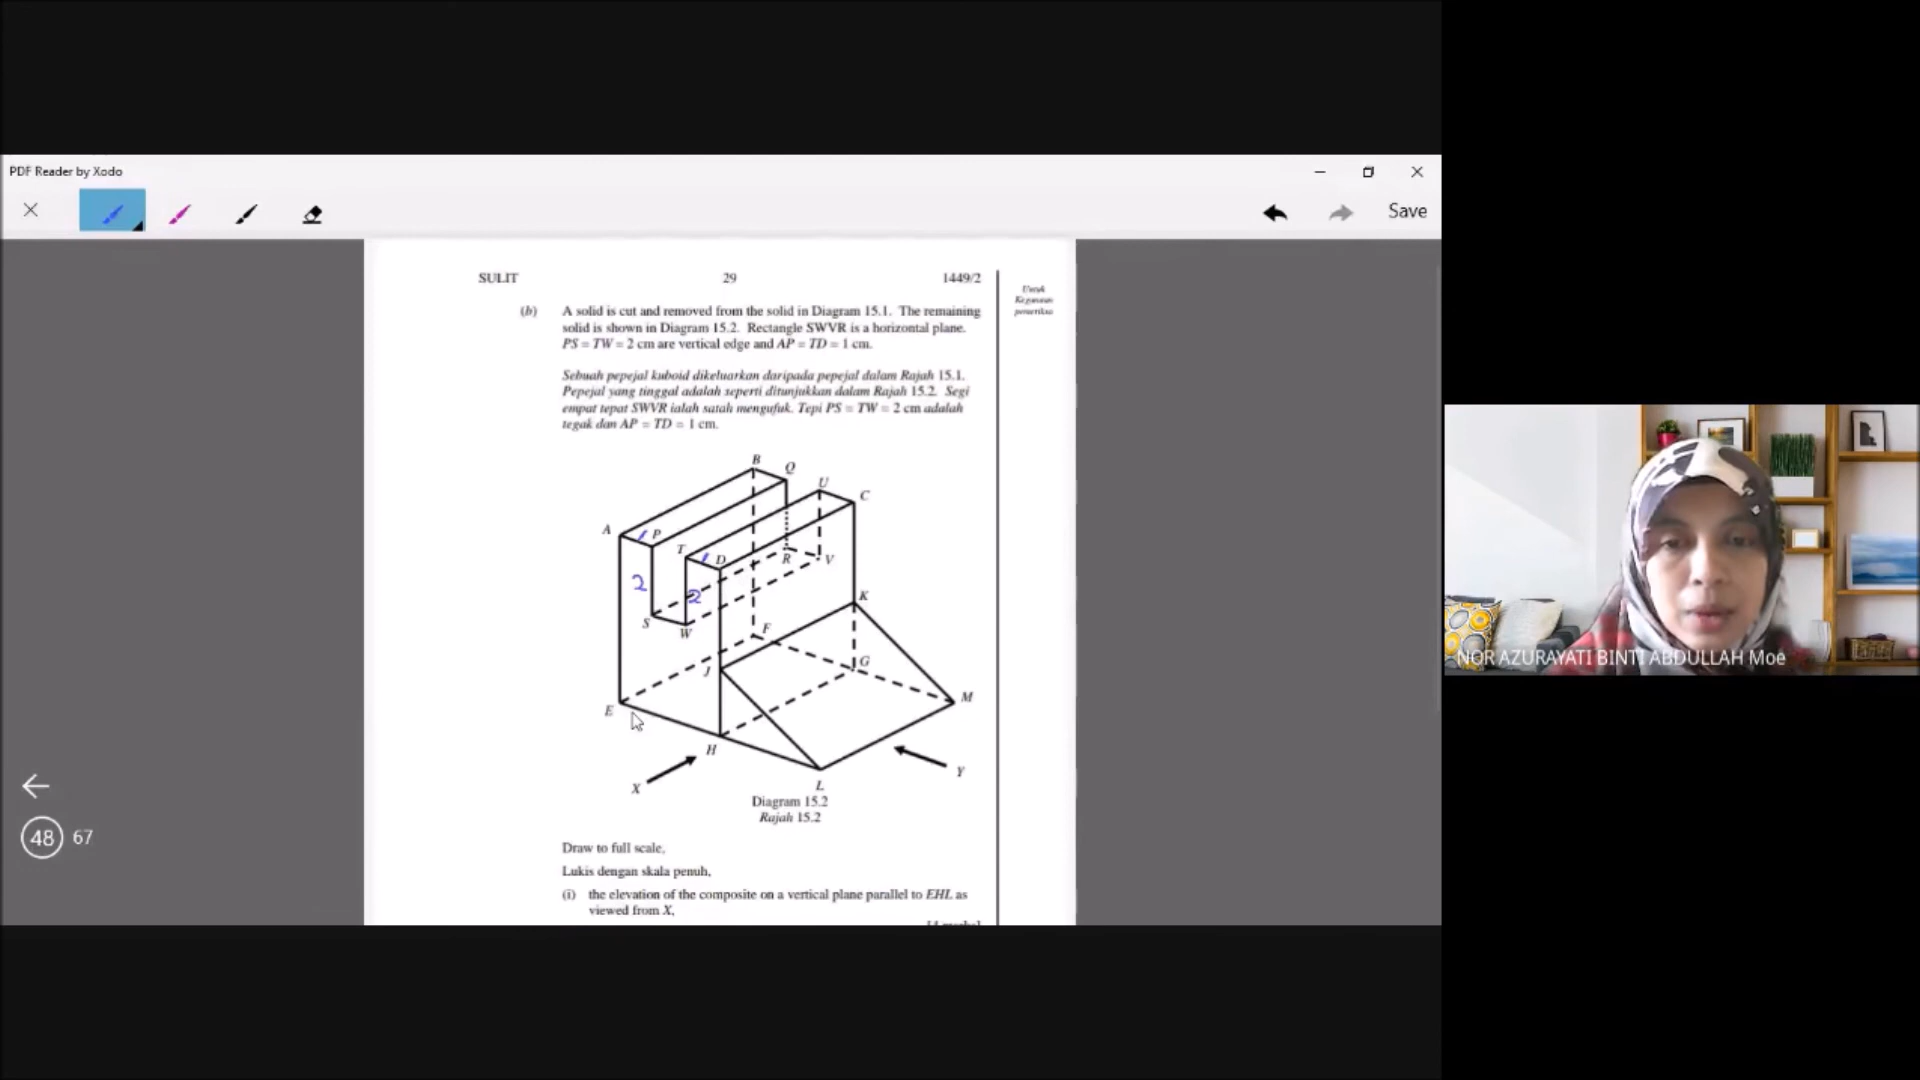 PDF Reader by Xodo
Save
SULIT 29 1449/2
Untuk
Kegunaan
pemeriksa
(b) A solid is cut and removed from the solid in Diagram 15.1. The remaining
solid is shown in Diagram 15.2. Rectangle SWVR is a horizontal plane.
PS = TW = 2 cm are vertical edge and AP = TD = 1 cm.
Sebuah pepejal kuboid dikeluarkan daripada pepejal dalam Rajah 15.1.
Pepejal yang tinggal adalah seperti ditunjukkan dalam Rajah 15.2. Segi
empat tepat SWVR ialah satah mengufuk. Tepi PS = TW = 2 cm adalah
tegak dan AP = TD = 1 cm.
B Q
U C
A 1 P
T 1 D R V
2 2
S W
K
F
J G
E M
H
X L Y
Diagram 15.2
Rajah 15.2
48 67
Draw to full scale,
Lukis dengan skala penuh,
(i) the elevation of the composite on a vertical plane parallel to EHL as
viewed from X,
NOR AZURAYATI BINTI ABDULLAH Moe